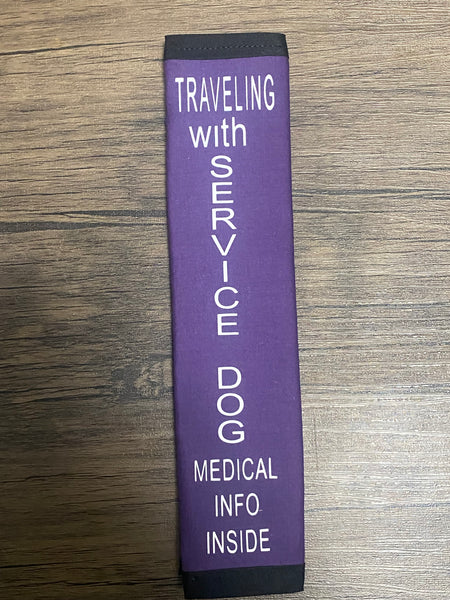 TRAVELING
with
SERVICE
DOG
MEDICAL
INFO
INSIDE